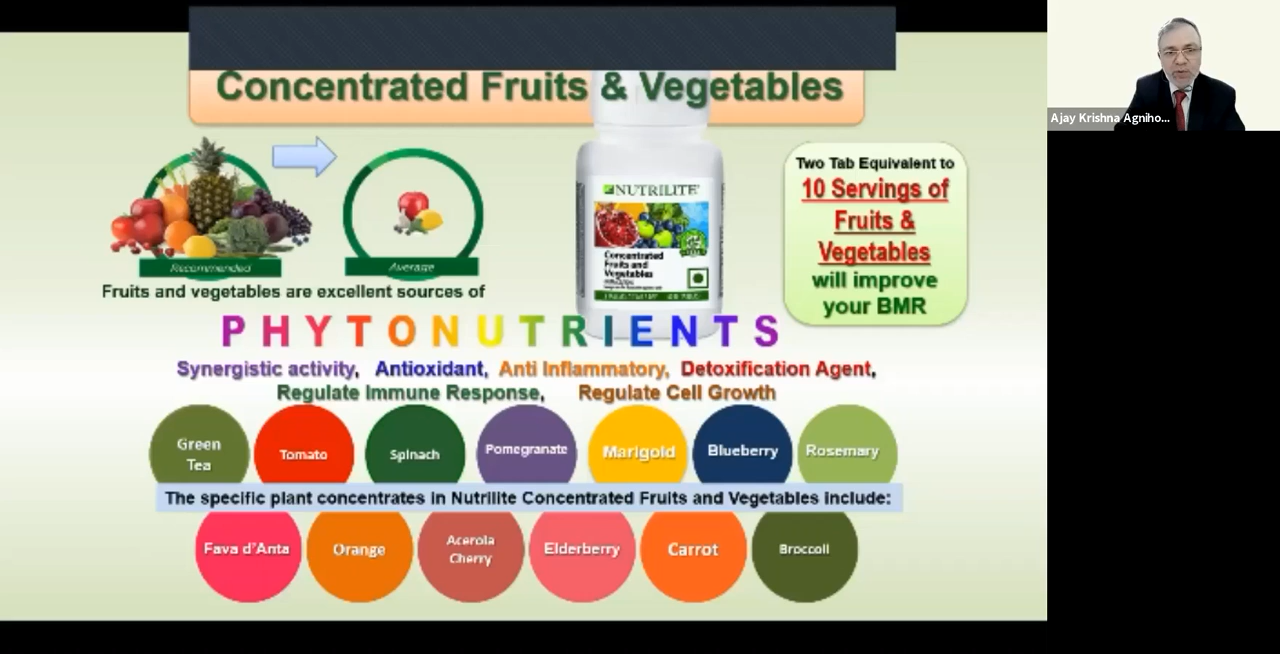 Concentrated Fruits & Vegetables
Ajay Krishna Agniho...
Recommended
Average
NUTRILITE
Concentrated
Fruits and
Vegetables
Two Tab Equivalent to
10 Servings of
Fruits &
Vegetables
will improve
your BMR
Fruits and vegetables are excellent sources of
PHYTONUTRIENTS
Synergistic activity, Antioxidant, Anti Inflammatory, Detoxification Agent,
Regulate Immune Response, Regulate Cell Growth
Green
Tea
Tomato
Spinach
Pomegranate
Marigold
Blueberry
Rosemary
The specific plant concentrates in Nutrilite Concentrated Fruits and Vegetables include:
Fava d'Anta
Orange
Acerola
Cherry
Elderberry
Carrot
Broccoli